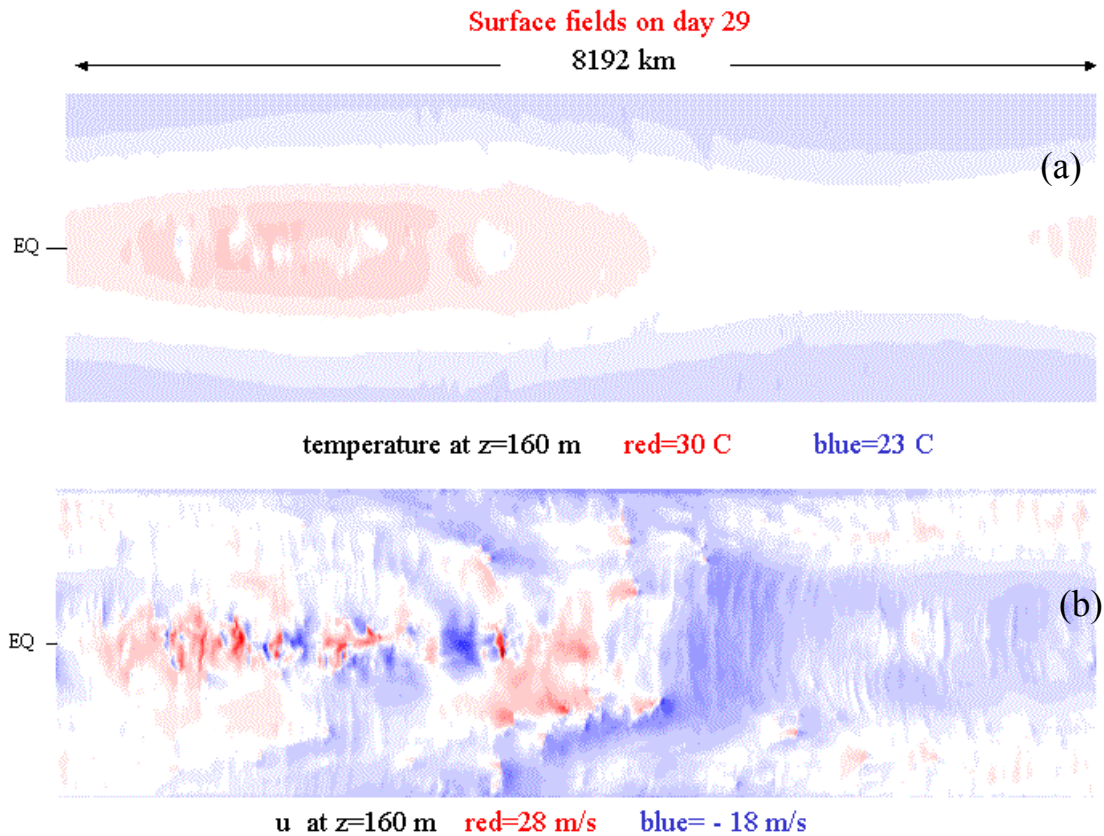 Surface fields on day 29
8192 km
(a)
EQ
temperature at z=160 m red=30 C blue=23 C
(b)
EQ
u at z=160 m red=28 m/s blue= - 18 m/s